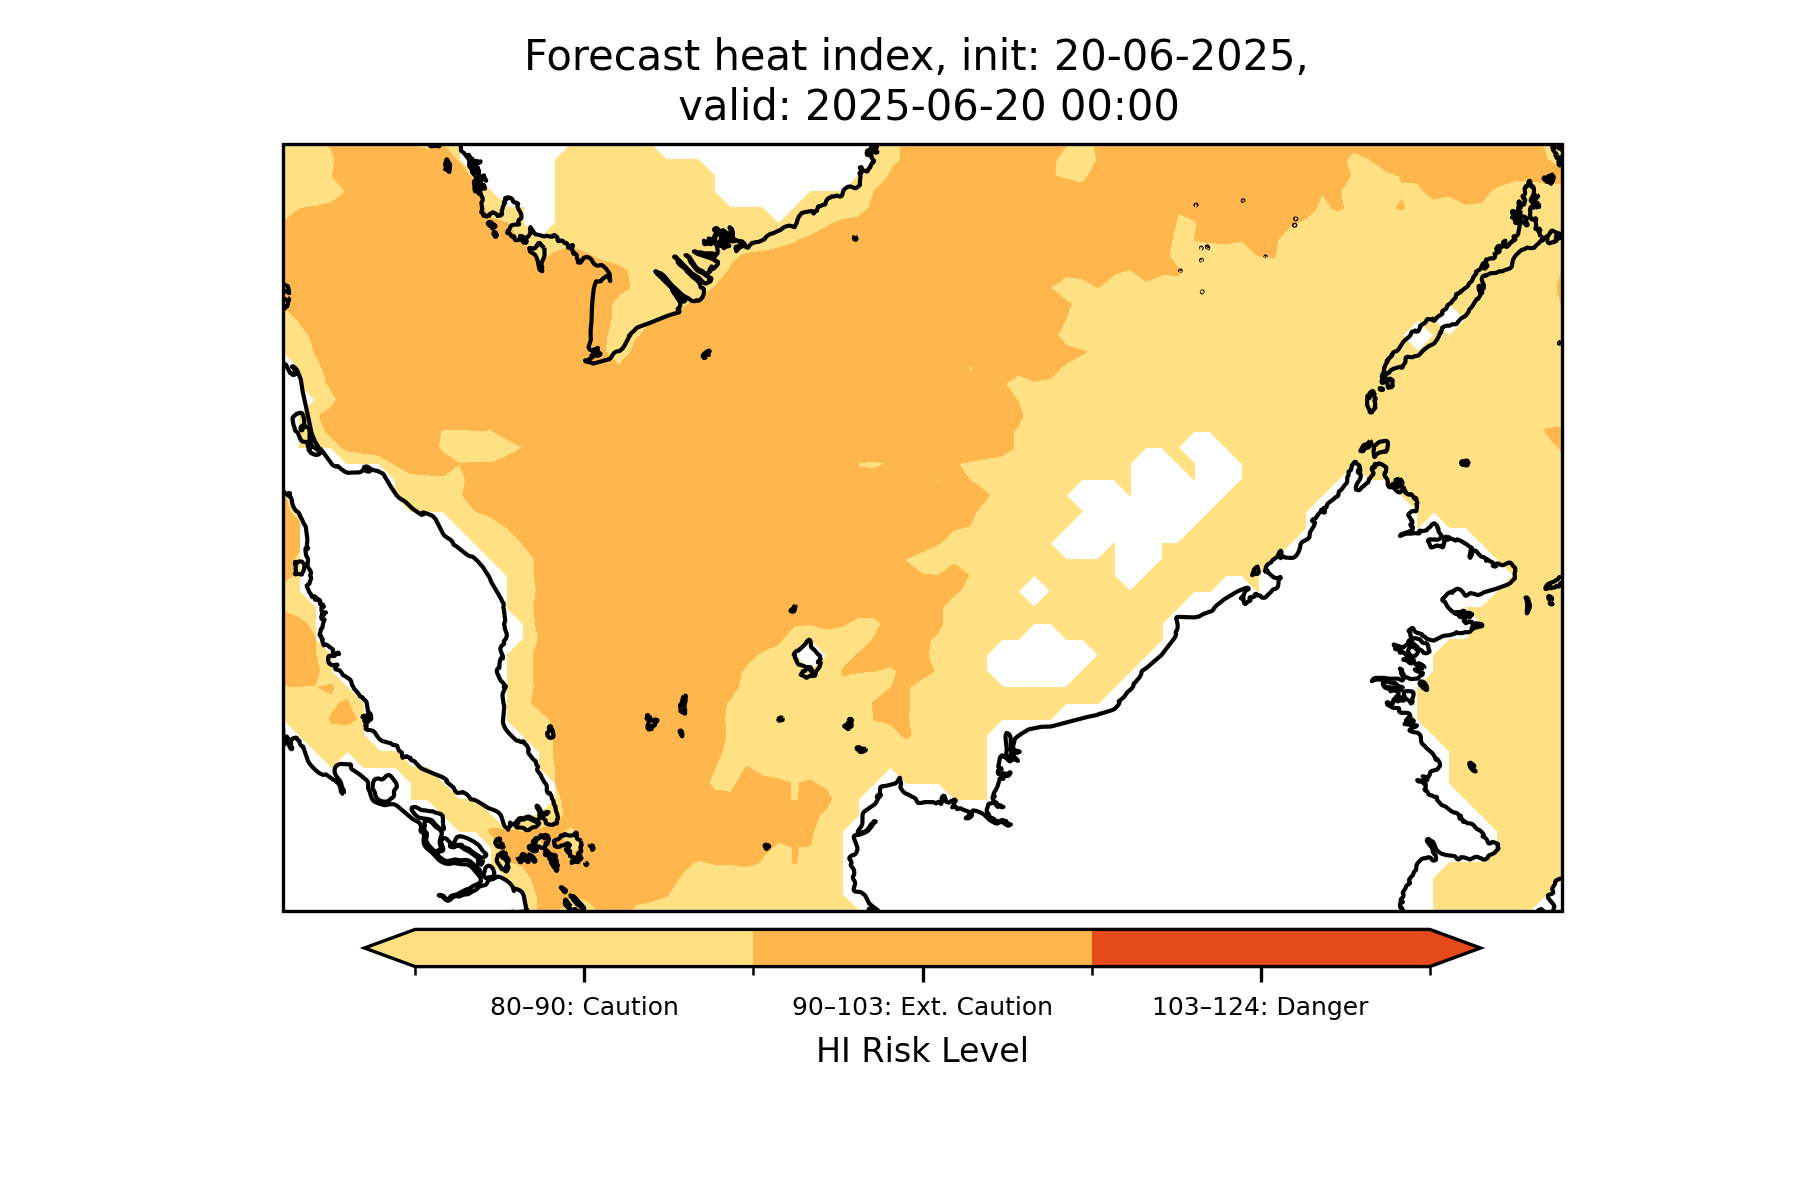 Forecast heat index, init: 20-06-2025,
valid: 2025-06-20 00:00
80–90: Caution 90–103: Ext. Caution 103–124: Danger
HI Risk Level